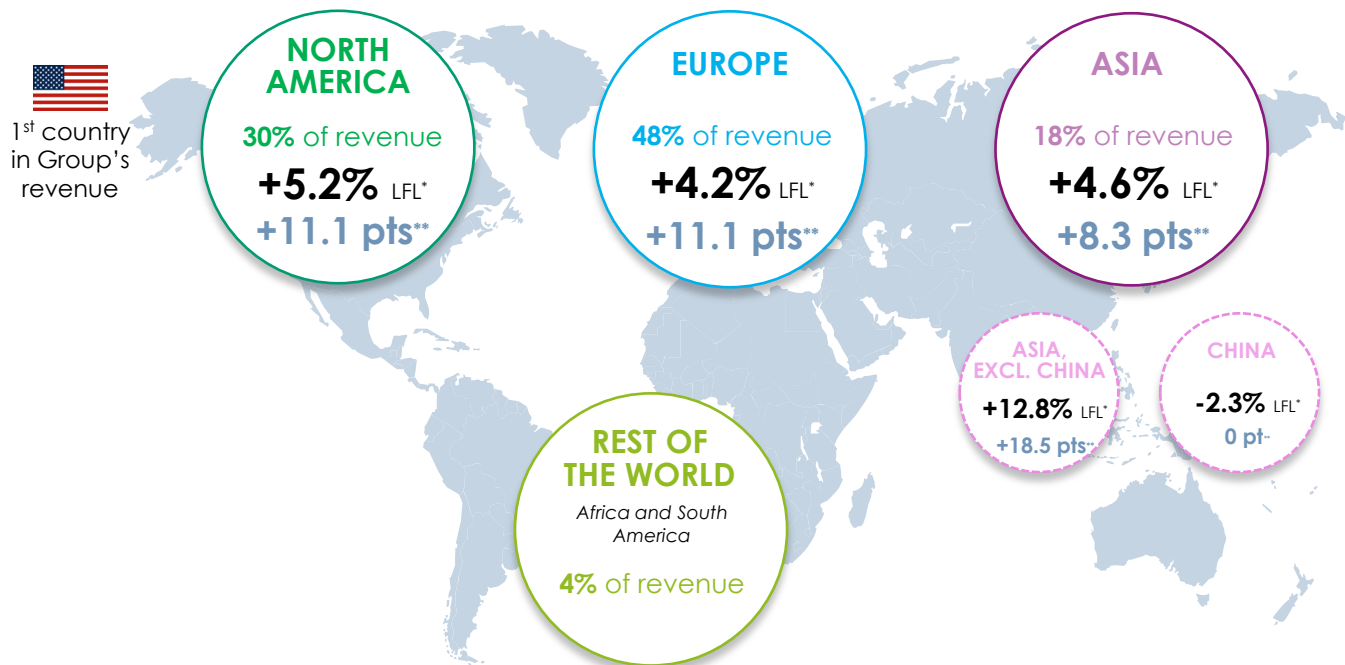 1st country
in Group's
revenue
NORTH
AMERICA
30% of revenue
+5.2% LFL*
+11.1 pts**
EUROPE
48% of revenue
+4.2% LFL*
+11.1 pts**
ASIA
18% of revenue
+4.6% LFL*
+8.3 pts**
ASIA,
EXCL. CHINA
+12.8% LFL*
+18.5 pts**
CHINA
-2.3% LFL*
0 pt**
REST OF
THE WORLD
Africa and South
America
4% of revenue